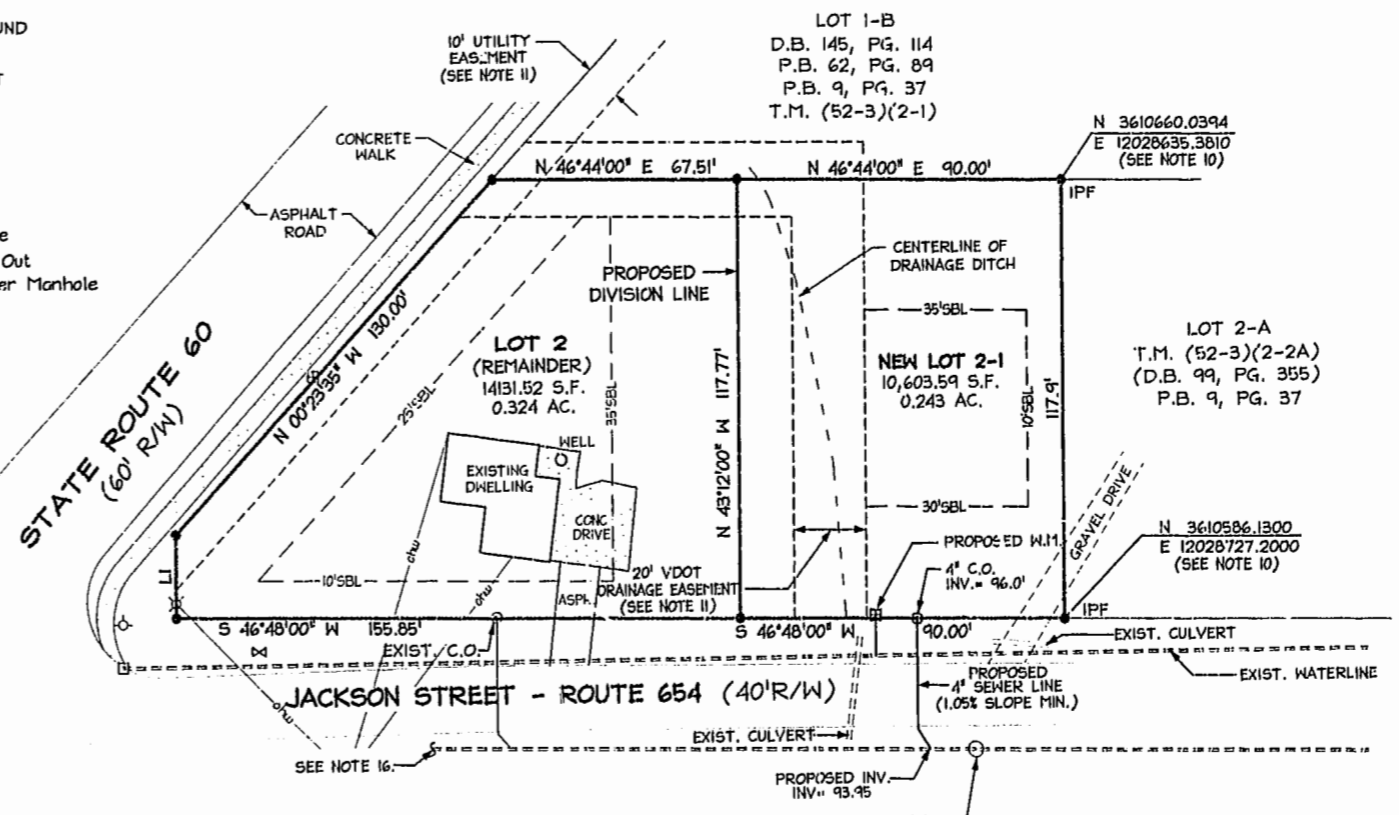 UND
T
e
Out
er Manhole
10' UTILITY
EAS.MENT
(SEE NOTE 11)
CONCRETE
WALK
ASPHALT
ROAD
STATE ROUTE 60
(60' R/W)
LOT 1-B
D.B. 145, PG. 114
P.B. 62, PG. 89
P.B. 9, PG. 37
T.M. (52-3)(2-1)
N 3610660.0394
E 12028635.3810
(SEE NOTE 10)
IPF
N 46°44'00" E 67.51'
N 46°44'00" E 90.00'
N 00°23'35" W 130.00'
25'SBL
35'SBL
10'SBL
LOT 2
(REMAINDER)
14131.52 S.F.
0.324 AC.
PROPOSED
DIVISION LINE
N 43°12'00" W 117.77'
CENTERLINE OF
DRAINAGE DITCH
35'SBL
NEW LOT 2-1
10,603.59 S.F.
0.243 AC.
10'SBL
30'SBL
117.9'
LOT 2-A
T.M. (52-3)(2-2A)
(D.B. 99, PG. 355)
P.B. 9, PG. 37
WELL
EXISTING
DWELLING
CONC
DRIVE
ASPH.
20' VDOT
DRAINAGE EASEMENT
(SEE NOTE 11)
PROPOSED W.M.
4" C.O.
INV.= 96.0'
GRAVEL DRIVE
N 3610586.1300
E 12028727.2000
(SEE NOTE 10)
IPF
L1
ohw
ohw
ohw
S 46°48'00" W 155.85'
S 46°48'00" W 90.00'
EXIST. C.O.
EXIST. CULVERT
EXIST. WATERLINE
PROPOSED
4" SEWER LINE
(1.05% SLOPE MIN.)
JACKSON STREET - ROUTE 654 (40'R/W)
EXIST. CULVERT
SEE NOTE 16.
PROPOSED INV.
INV= 93.95